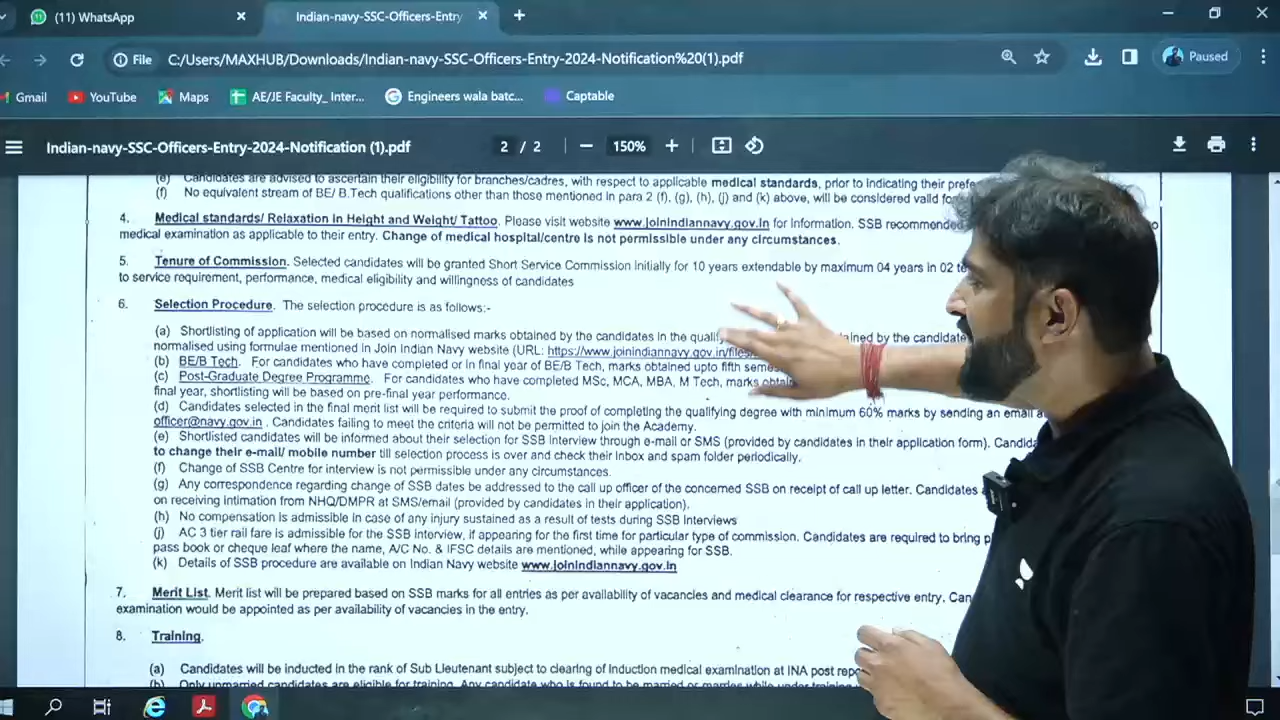 (11) WhatsApp
Indian-navy-SSC-Officers-Entry
File C:/Users/MAXHUB/Downloads/Indian-navy-SSC-Officers-Entry-2024-Notification%20(1).pdf
Paused
Gmail YouTube Maps AE/JE Faculty_ Inter... Engineers wala batc... Captable
Indian-navy-SSC-Officers-Entry-2024-Notification (1).pdf 2 / 2 150%
(e) Candidates are advised to ascertain their eligibility for branches/cadres, with respect to applicable medical standards, prior to indicating their
(f) No equivalent stream of BE/ B.Tech qualifications other than those mentioned in para 2 (f), (g), (h), (j) and (k) above, will be considered valid
4. Medical standards/ Relaxation in Height and Weight/ Tattoo. Please visit website www.joinindiannavy.gov.in for information. SSB recommended
medical examination as applicable to their entry. Change of medical hospital/centre is not permissible under any circumstances.
5. Tenure of Commission. Selected candidates will be granted Short Service Commission initially for 10 years extendable by maximum 04 years in 02
to service requirement, performance, medical eligibility and willingness of candidates
6. Selection Procedure. The selection procedure is as follows:-
(a) Shortlisting of application will be based on normalised marks obtained by the candidates in the by the
normalised using formulae mentioned in Join Indian Navy website (URL: https://www.joinindiannavy.gov.in/files/
(b) BE/B Tech. For candidates who have completed or in final year of BE/B Tech, marks obtained upto fifth
(c) Post-Graduate Degree Programme. For candidates who have completed MSc, MCA, MBA, M Tech, marks
final year, shortlisting will be based on pre-final year performance.
(d) Candidates selected in the final merit list will be required to submit the proof of completing the qualifying degree with minimum 60% marks by sending an email
officer@navy.gov.in . Candidates failing to meet the criteria will not be permitted to join the Academy.
(e) Shortlisted candidates will be informed about their selection for SSB Interview through e-mail or SMS (provided by candidates in their application form).
to change their e-mail/ mobile number till selection process is over and check their inbox and spam folder periodically.
(f) Change of SSB Centre for interview is not permissible under any circumstances.
(g) Any correspondence regarding change of SSB dates be addressed to the call up officer of the concerned SSB on receipt of call up letter. Candidates
on receiving intimation from NHQ/DMPR at SMS/email (provided by candidates in their application).
(h) No compensation is admissible in case of any injury sustained as a result of tests during SSB Interviews
(j) AC 3 tier rail fare is admissible for the SSB interview, if appearing for the first time for particular type of commission. Candidates are required to bring
pass book or cheque leaf where the name, A/C No. & IFSC details are mentioned, while appearing for SSB.
(k) Details of SSB procedure are available on Indian Navy website www.joinindiannavy.gov.in
7. Merit List. Merit list will be prepared based on SSB marks for all entries as per availability of vacancies and medical clearance for respective entry.
examination would be appointed as per availability of vacancies in the entry.
8. Training.
(a) Candidates will be inducted in the rank of Sub Lieutenant subject to clearing of Induction medical examination at INA post
(b) Only unmarried candidates are eligible for training. Any candidate who is found to be married or marries while under training